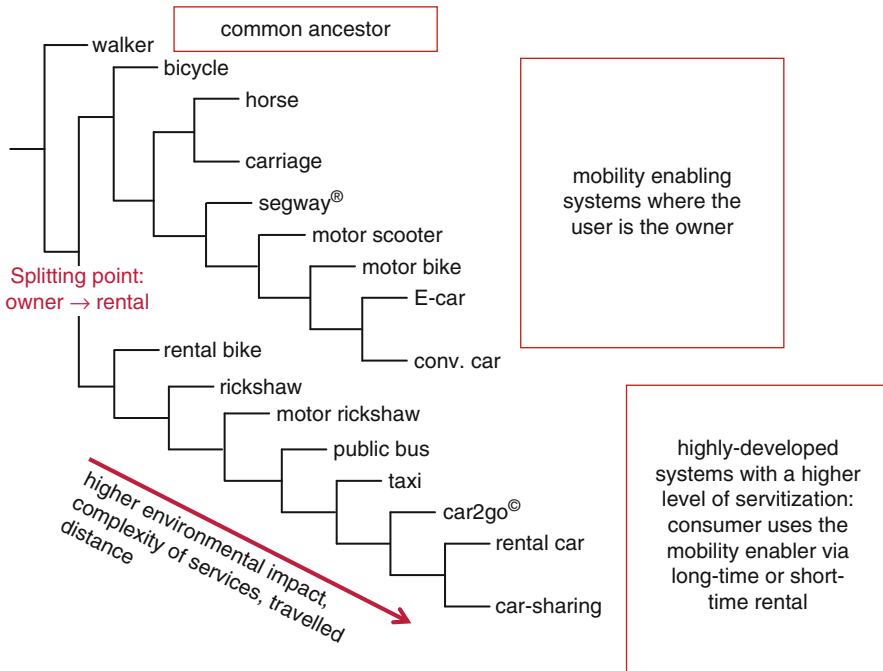 common ancestor
walker
bicycle
horse
carriage
segway®
motor scooter
motor bike
E-car
conv. car
mobility enabling
systems where the
user is the owner
Splitting point:
owner → rental
rental bike
rickshaw
motor rickshaw
public bus
taxi
car2go©
rental car
car-sharing
higher environmental impact,
complexity of services, travelled
distance
highly-developed
systems with a higher
level of servitization:
consumer uses the
mobility enabler via
long-time or short-
time rental